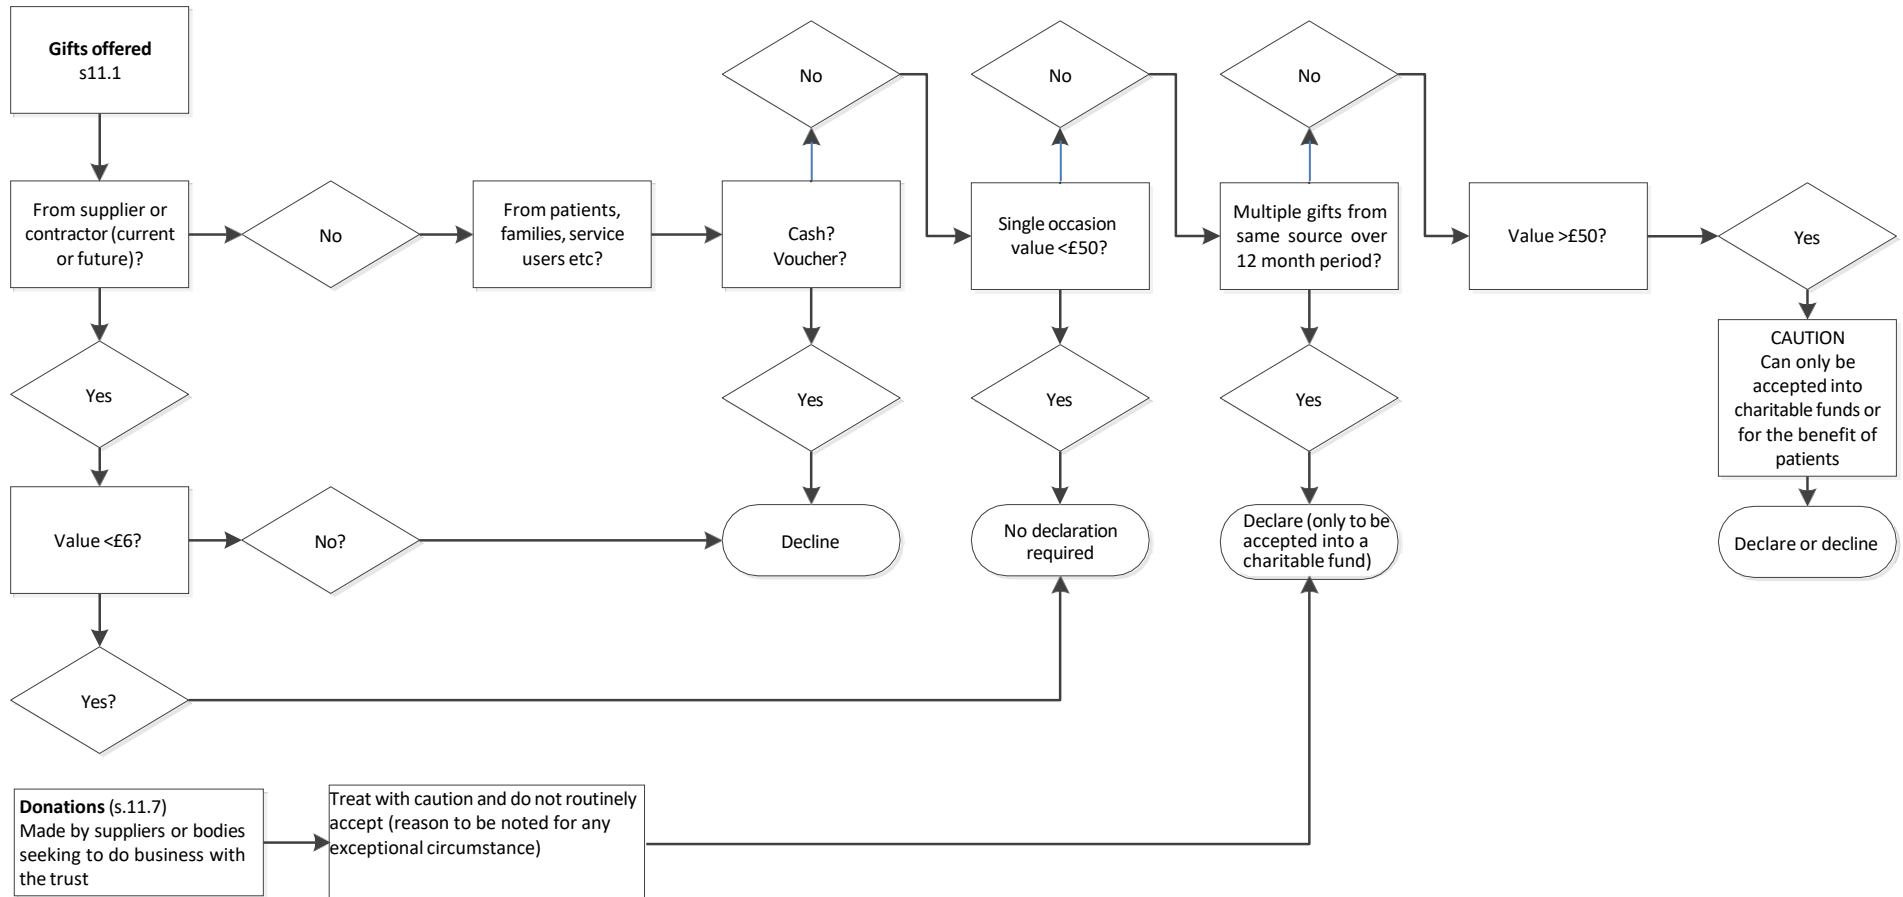 Gifts offered
s11.1
No
No
No
From supplier or
contractor (current
or future)?
No
From patients,
families, service
users etc?
Cash?
Voucher?
Single occasion
value <£50?
Multiple gifts from
same source over
12 month period?
Value >£50?
Yes
Yes
Yes
Yes
Yes
CAUTION
Can only be
accepted into
charitable funds or
for the benefit of
patients
Value <£6?
No?
Decline
No declaration
required
Declare (only to be
accepted into a
charitable fund)
Declare or decline
Yes?
Donations (s.11.7)
Made by suppliers or bodies
seeking to do business with
the trust
Treat with caution and do not routinely
accept (reason to be noted for any
exceptional circumstance)